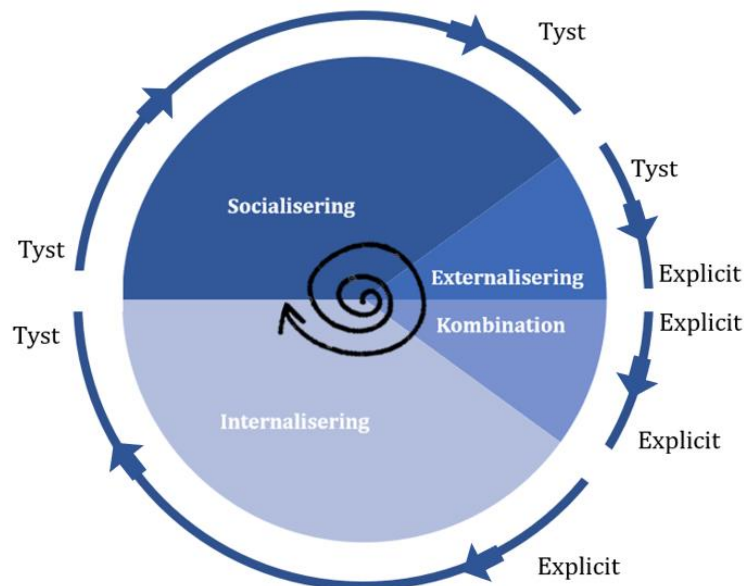 Tyst
Tyst
Socialisering
Tyst
Externalisering
Explicit
Kombination
Explicit
Tyst
Internalisering
Explicit
Explicit